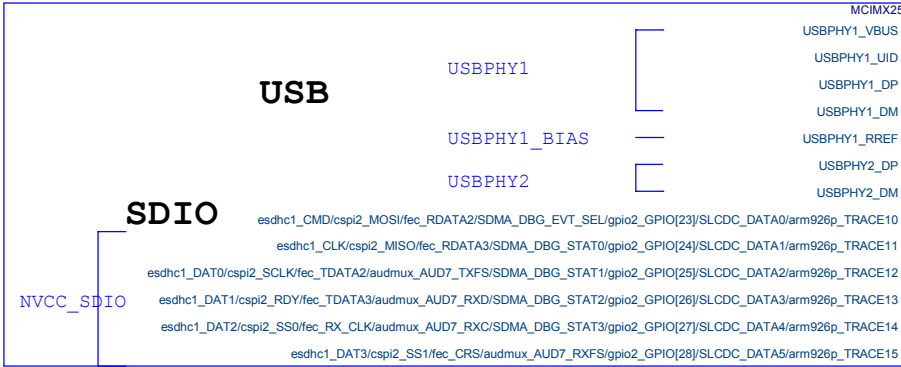 MCIMX25
USBPHY1_VBUS
USBPHY1_UID
USBPHY1
USBPHY1_DP
USB
USBPHY1_DM
USBPHY1_BIAS
USBPHY1_RREF
USBPHY2_DP
USBPHY2
USBPHY2_DM
SDIO
esdhc1_CMD/cspi2_MOSI/fec_RDATA2/SDMA_DBG_EVT_SEL/gpio2_GPIO[23]/SLCDC_DATA0/arm926p_TRACE10
esdhc1_CLK/cspi2_MISO/fec_RDATA3/SDMA_DBG_STAT0/gpio2_GPIO[24]/SLCDC_DATA1/arm926p_TRACE11
esdhc1_DAT0/cspi2_SCLK/fec_TDATA2/audmux_AUD7_TXFS/SDMA_DBG_STAT1/gpio2_GPIO[25]/SLCDC_DATA2/arm926p_TRACE12
NVCC_SDIO
esdhc1_DAT1/cspi2_RDY/fec_TDATA3/audmux_AUD7_RXD/SDMA_DBG_STAT2/gpio2_GPIO[26]/SLCDC_DATA3/arm926p_TRACE13
esdhc1_DAT2/cspi2_SS0/fec_RX_CLK/audmux_AUD7_RXC/SDMA_DBG_STAT3/gpio2_GPIO[27]/SLCDC_DATA4/arm926p_TRACE14
esdhc1_DAT3/cspi2_SS1/fec_CRS/audmux_AUD7_RXFS/gpio2_GPIO[28]/SLCDC_DATA5/arm926p_TRACE15